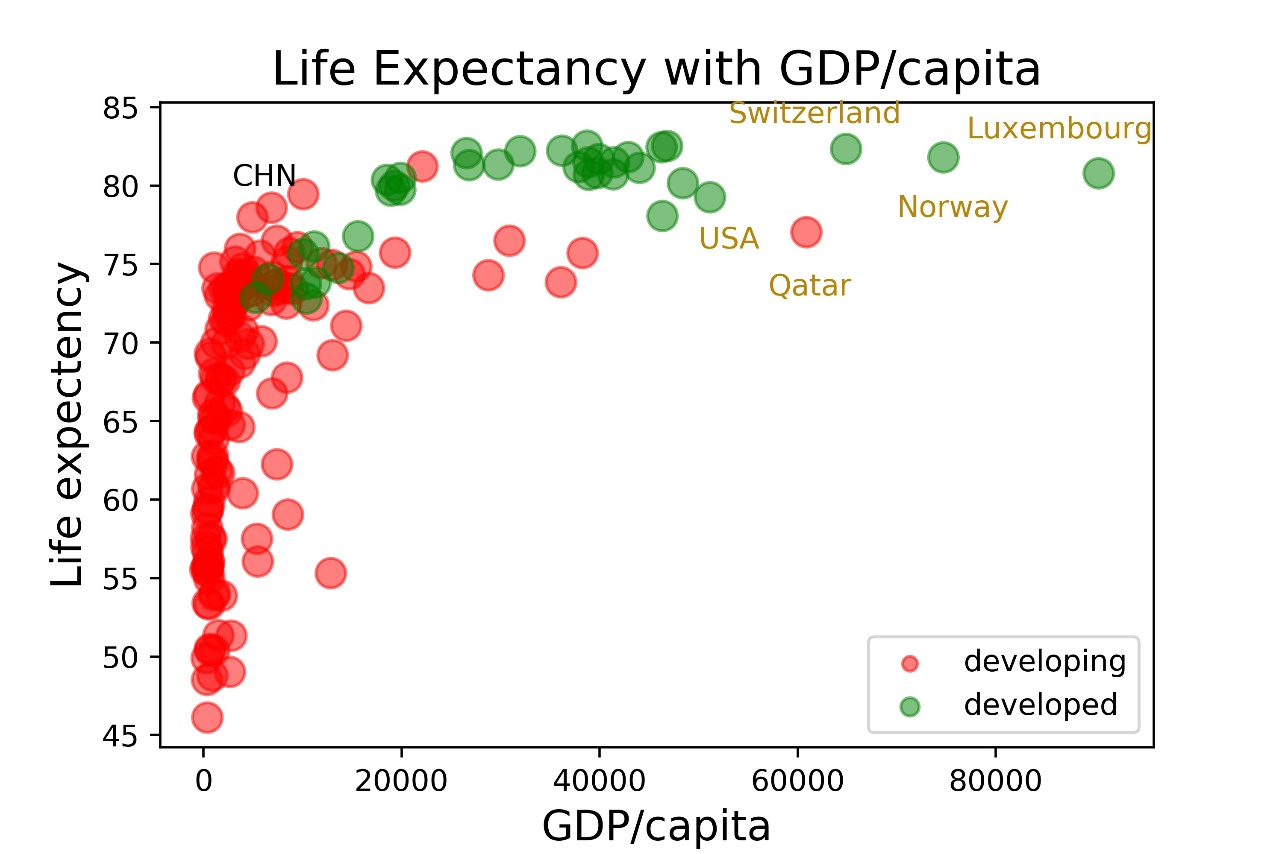 Life Expectancy with GDP/capita
85
Switzerland
Luxembourg
CHN
80
Norway
USA
75
Qatar
70
65
Life expectency
60
55
50
developing
developed
45
0 20000 40000 60000 80000
GDP/capita